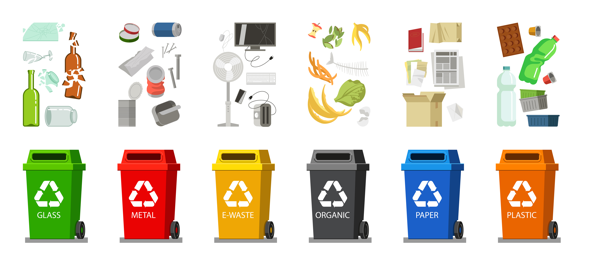 GLASS
METAL
E-WASTE
ORGANIC
PAPER
PLASTIC